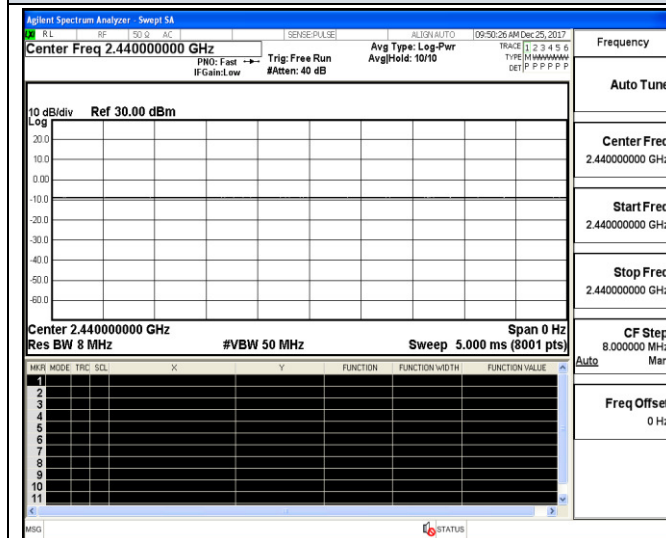 Agilent Spectrum Analyzer - Swept SA
RL RF 50 Ω AC SENSE:PULSE ALIGN AUTO 09:50:26 AM Dec 25, 2017
Center Freq 2.440000000 GHz
PNO: Fast
IFGain:Low
Trig: Free Run
#Atten: 40 dB
Avg Type: Log-Pwr
Avg|Hold: 10/10
TRACE 1 2 3 4 5 6
TYPE M
DET P P P P P P
10 dB/div Ref 30.00 dBm
Log
20.0
10.0
0.00
-10.0
-20.0
-30.0
-40.0
-50.0
-60.0
Center 2.440000000 GHz Span 0 Hz
Res BW 8 MHz #VBW 50 MHz Sweep 5.000 ms (8001 pts)
MKR MODE TRC SCL X Y FUNCTION FUNCTION WIDTH FUNCTION VALUE
1
2
3
4
5
6
7
8
9
10
11
MSG STATUS
Frequency
Auto Tune
Center Freq
2.440000000 GHz
Start Freq
2.440000000 GHz
Stop Freq
2.440000000 GHz
CF Step
8.000000 MHz
Auto Man
Freq Offset
0 Hz